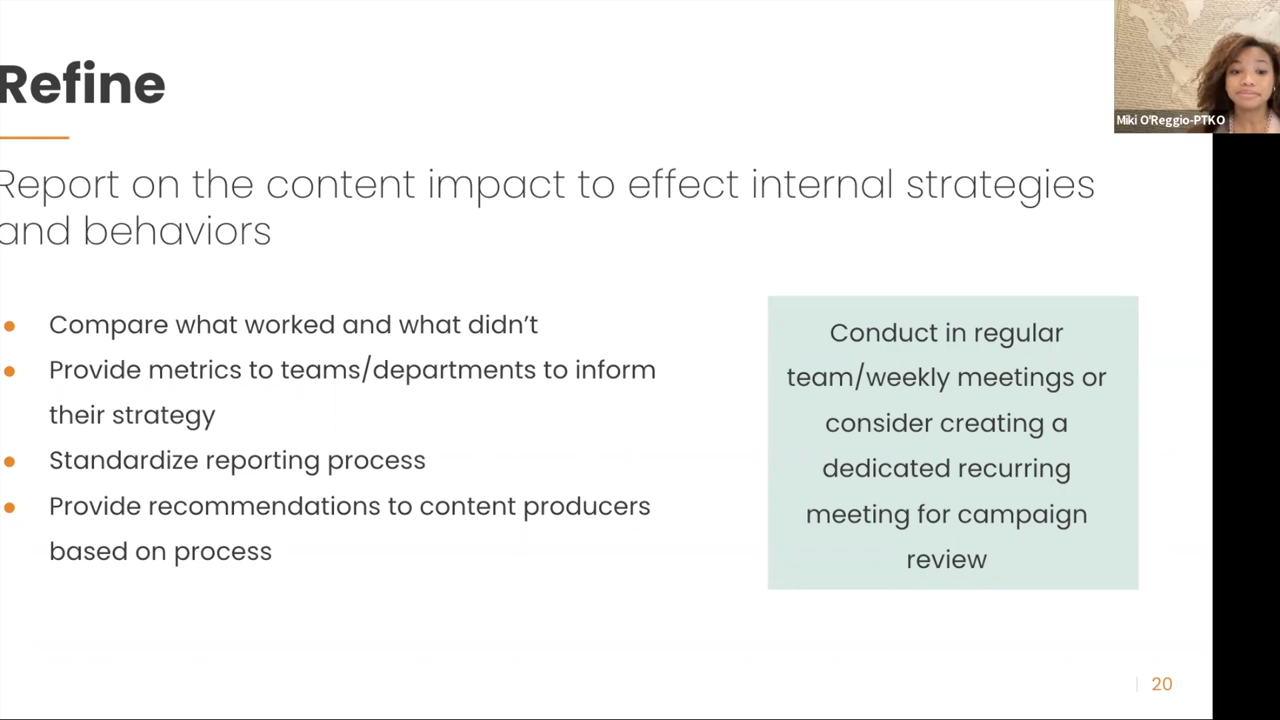 Refine
Miki O'Reggio-PTKO
Report on the content impact to effect internal strategies
and behaviors
Compare what worked and what didn't
Provide metrics to teams/departments to inform
their strategy
Standardize reporting process
Provide recommendations to content producers
based on process
Conduct in regular
team/weekly meetings or
consider creating a
dedicated recurring
meeting for campaign
review
20